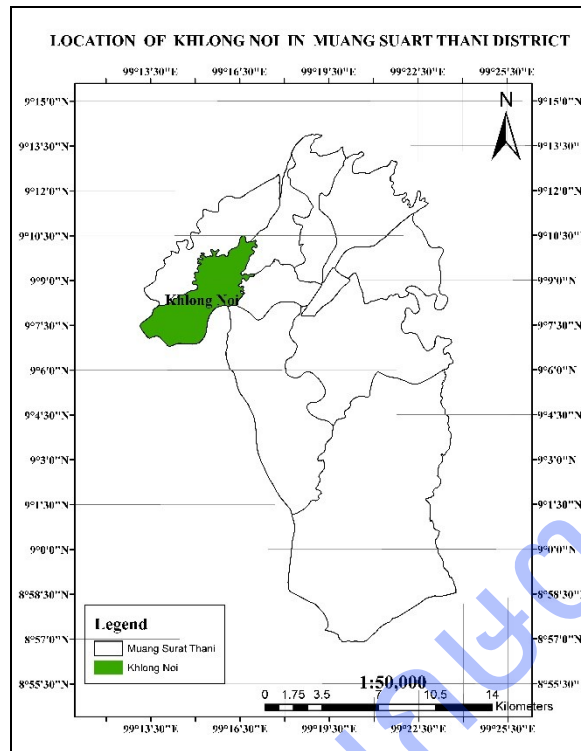 LOCATION OF KHLONG NOI IN MUANG SUART THANI DISTRICT
99°13'30"E 99°16'30"E 99°19'30"E 99°22'30"E 99°25'30"E
9°15'0"N 9°15'0"N
N
9°13'30"N 9°13'30"N
9°12'0"N 9°12'0"N
9°10'30"N 9°10'30"N
9°9'0"N 9°9'0"N
Khlong Noi
9°7'30"N 9°7'30"N
9°6'0"N 9°6'0"N
9°4'30"N 9°4'30"N
9°3'0"N 9°3'0"N
9°1'30"N 9°1'30"N
9°0'0"N 9°0'0"N
8°58'30"N 8°58'30"N
Legend
8°57'0"N 8°57'0"N
Muang Surat Thani
Khlong Noi
8°55'30"N 8°55'30"N
1:50,000
0 1.75 3.5 7 10.5 14
Kilometers
99°13'30"E 99°16'30"E 99°19'30"E 99°22'30"E 99°25'30"E